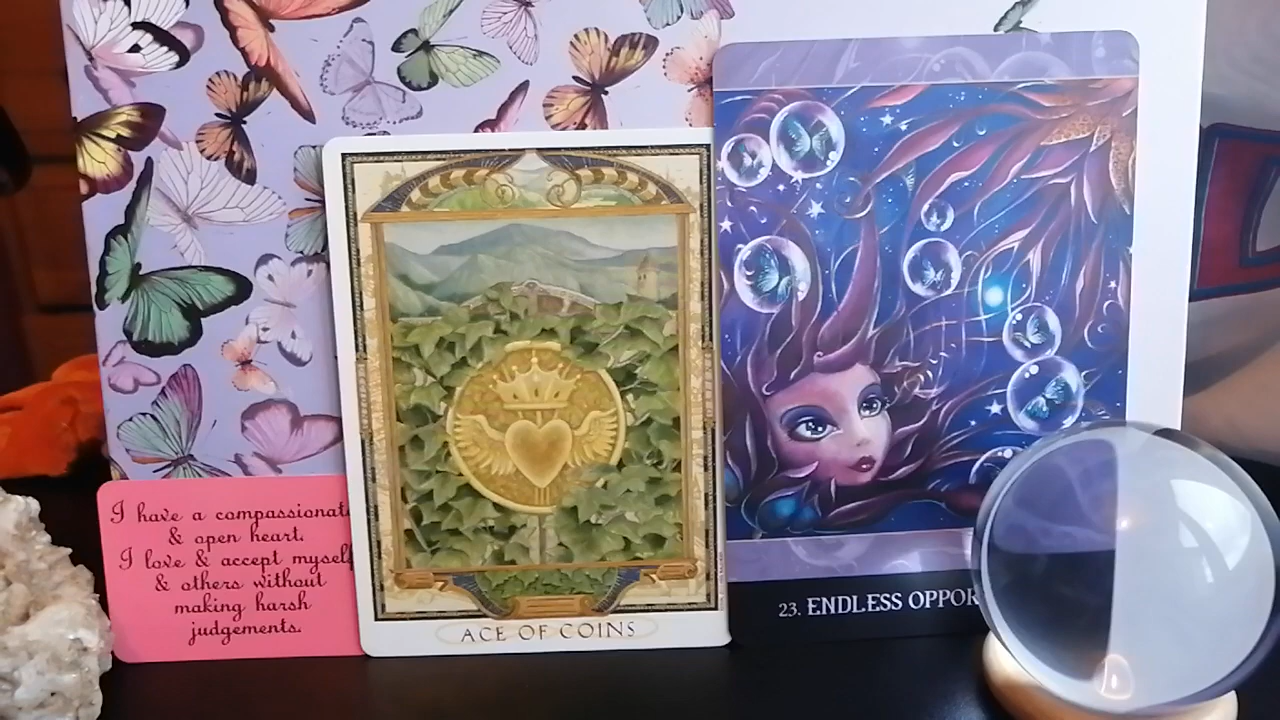 I have a compassionate
& open heart.
I love & accept myself
& others without
making harsh
judgements.
ACE OF COINS
23. ENDLESS OPPOR